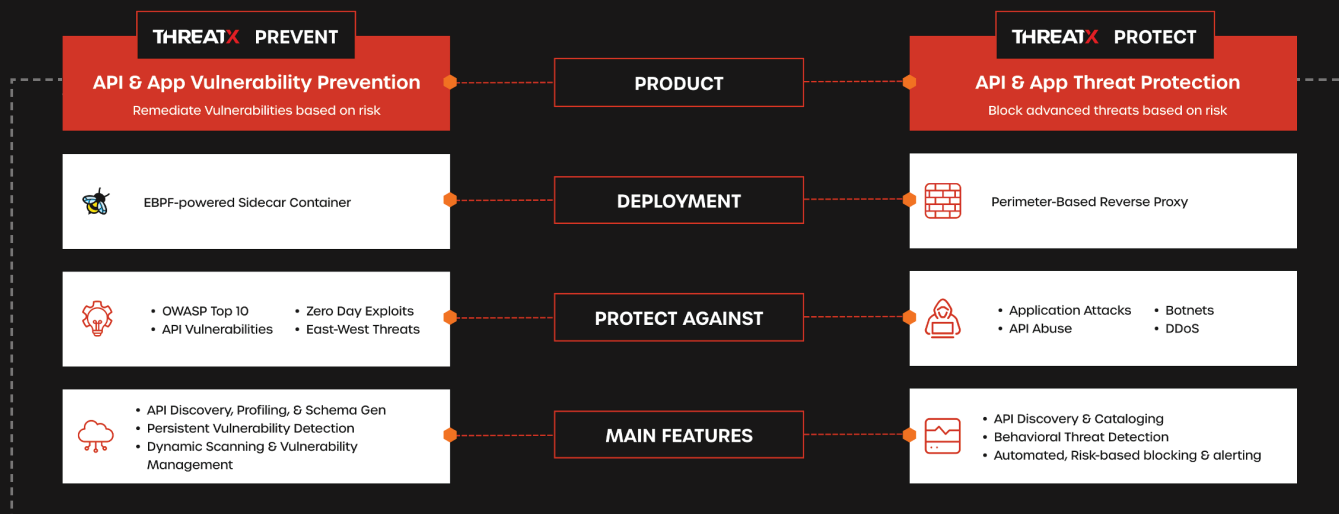 THREATX PREVENT
API & App Vulnerability Prevention
Remediate Vulnerabilities based on risk
PRODUCT
THREATX PROTECT
API & App Threat Protection
Block advanced threats based on risk
EBPF-powered Sidecar Container
DEPLOYMENT
Perimeter-Based Reverse Proxy
• OWASP Top 10 • Zero Day Exploits
• API Vulnerabilities • East-West Threats
PROTECT AGAINST
• Application Attacks • Botnets
• API Abuse • DDoS
• API Discovery, Profiling, & Schema Gen
• Persistent Vulnerability Detection
• Dynamic Scanning & Vulnerability
Management
MAIN FEATURES
• API Discovery & Cataloging
• Behavioral Threat Detection
• Automated, Risk-based blocking & alerting